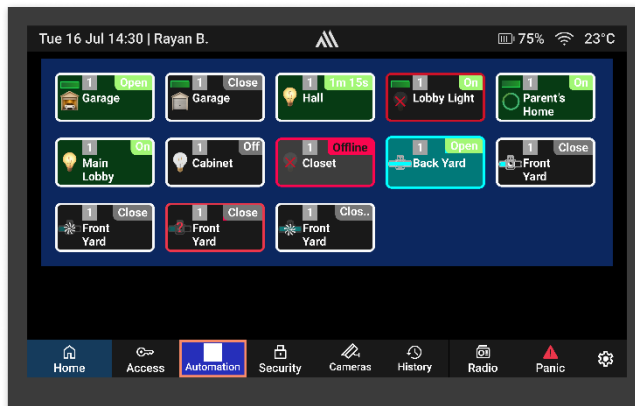 Tue 16 Jul 14:30 | Rayan B.
75% 23°C
1 Open
Garage
1 Close
Garage
1 1m 15s
Hall
1 On
Lobby Light
1 On
Parent's
Home
1 On
Main
Lobby
1 Off
Cabinet
1 Offline
Closet
1 Open
Back Yard
1 Close
Front
Yard
1 Close
Front
Yard
1 Close
?
Front
Yard
1 Clos..
Front
Yard
Home Access Automation Security Cameras History Radio Panic